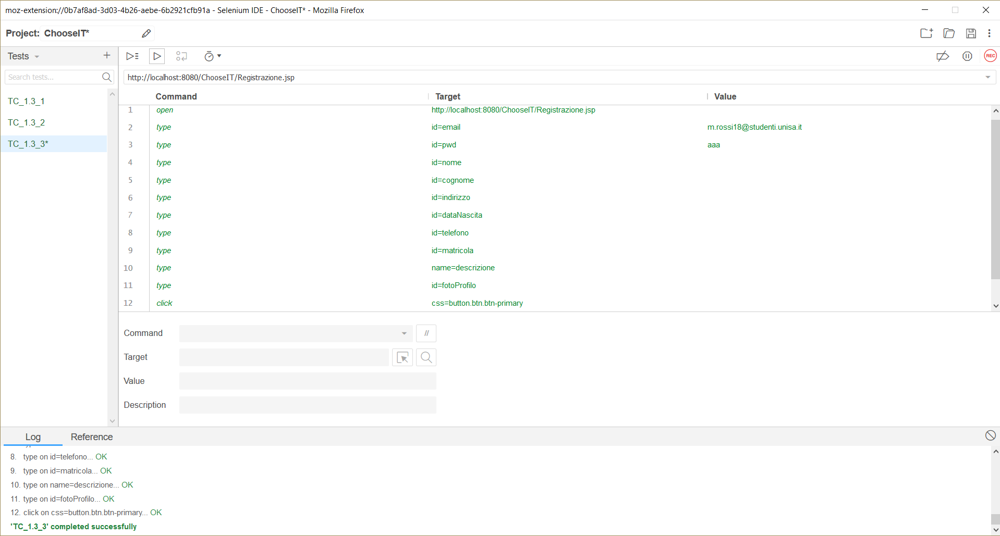 moz-extension://0b7af8ad-3d03-4b26-aebe-6b2921cfb91a - Selenium IDE - ChooseIT* - Mozilla Firefox
Project: ChooseIT*
Tests
Search tests...
TC_1.3_1
TC_1.3_2
TC_1.3_3*
REC
http://localhost:8080/ChooseIT/Registrazione.jsp
Command Target Value
1 open http://localhost:8080/ChooseIT/Registrazione.jsp
2 type id=email m.rossi18@studenti.unisa.it
3 type id=pwd aaa
4 type id=nome
5 type id=cognome
6 type id=indirizzo
7 type id=dataNascita
8 type id=telefono
9 type id=matricola
10 type name=descrizione
11 type id=fotoProfilo
12 click css=button.btn.btn-primary
Command //
Target
Value
Description
Log Reference
8. type on id=telefono... OK
9. type on id=matricola... OK
10. type on name=descrizione... OK
11. type on id=fotoProfilo... OK
12. click on css=button.btn.btn-primary... OK
'TC_1.3_3' completed successfully